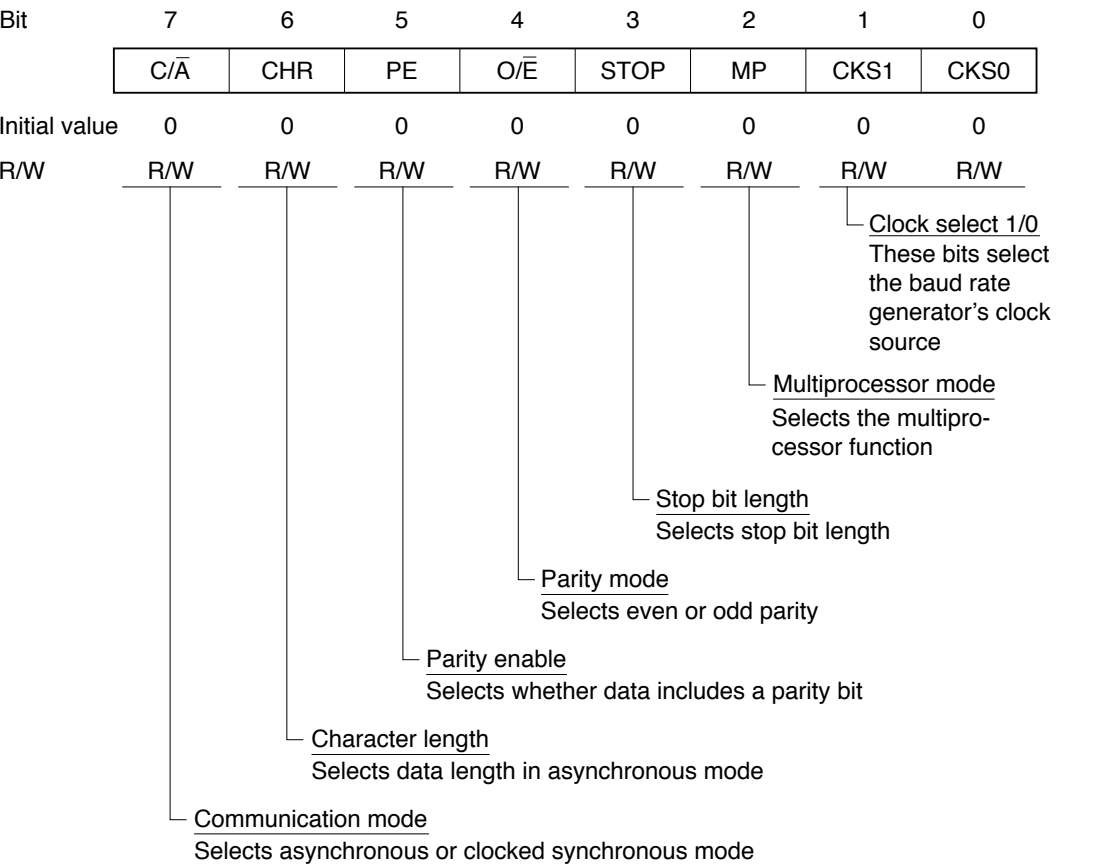 Bit 7 6 5 4 3 2 1 0
C/A̅ CHR PE O/E̅ STOP MP CKS1 CKS0
Initial value 0 0 0 0 0 0 0 0
R/W R/W R/W R/W R/W R/W R/W R/W R/W
Clock select 1/0
These bits select
the baud rate
generator’s clock
source
Multiprocessor mode
Selects the multipro-
cessor function
Stop bit length
Selects stop bit length
Parity mode
Selects even or odd parity
Parity enable
Selects whether data includes a parity bit
Character length
Selects data length in asynchronous mode
Communication mode
Selects asynchronous or clocked synchronous mode